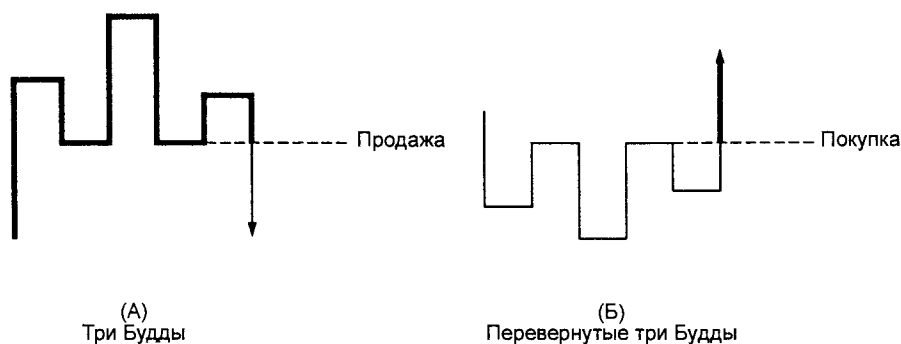 Продажа
Покупка
(А)
Три Будды
(Б)
Перевернутые три Будды